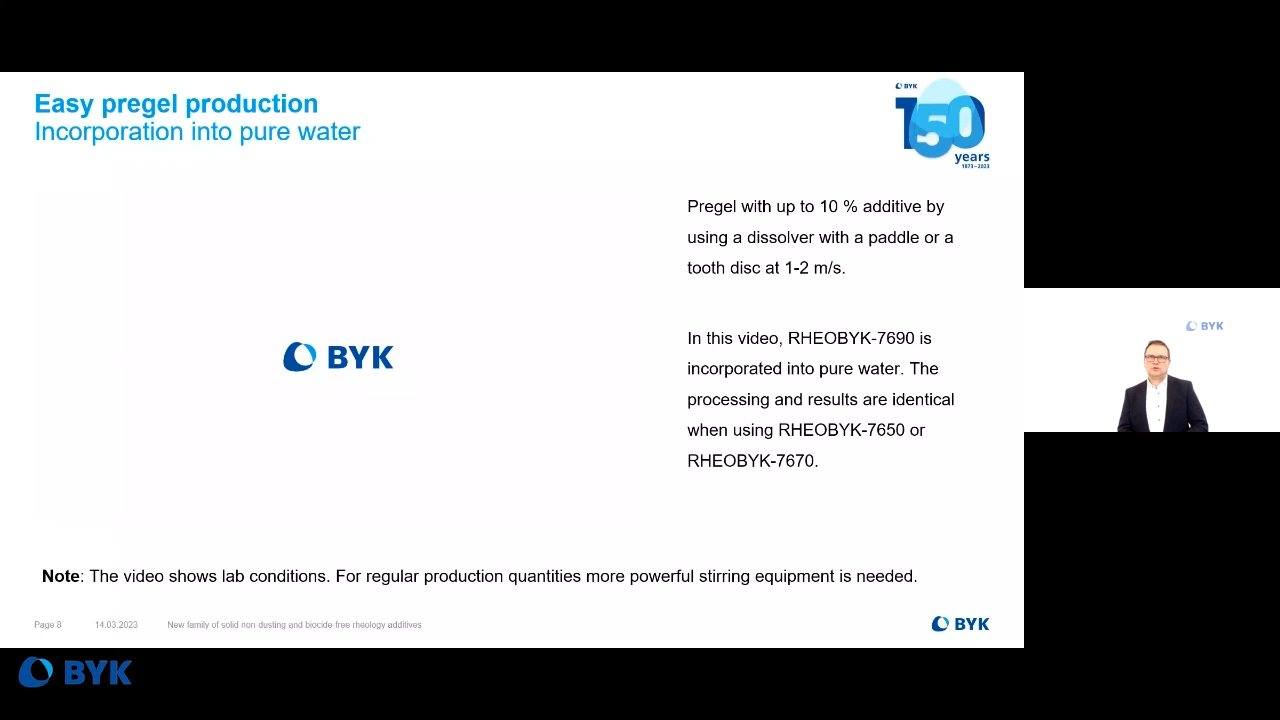 Easy pregel production
Incorporation into pure water
BYK
150
years
1873–2023
Pregel with up to 10 % additive by
using a dissolver with a paddle or a
tooth disc at 1-2 m/s.
BYK
In this video, RHEOBYK-7690 is
incorporated into pure water. The
processing and results are identical
when using RHEOBYK-7650 or
RHEOBYK-7670.
BYK
Note: The video shows lab conditions. For regular production quantities more powerful stirring equipment is needed.
Page 8 14.03.2023 New family of solid non-dusting and biocide-free rheology additives
BYK
BYK